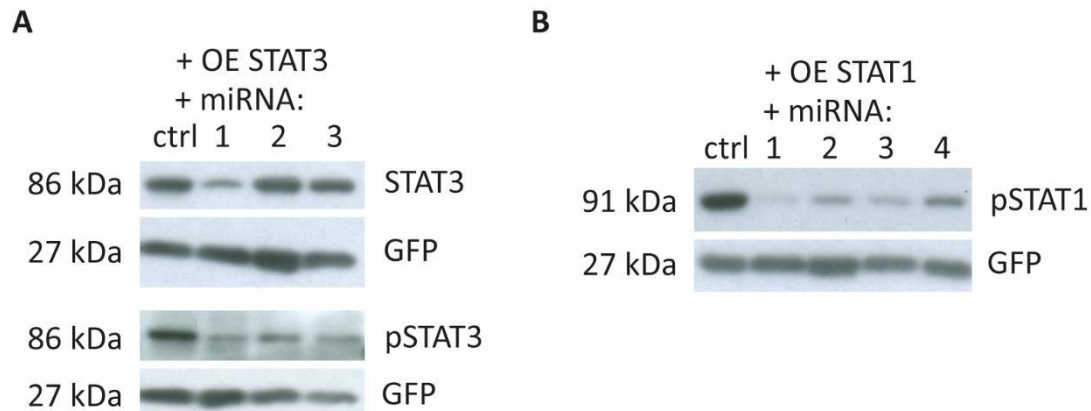 A
+ OE STAT3
+ miRNA:
ctrl 1 2 3
86 kDa STAT3
27 kDa GFP
86 kDa pSTAT3
27 kDa GFP
B
+ OE STAT1
+ miRNA:
ctrl 1 2 3 4
91 kDa pSTAT1
27 kDa GFP